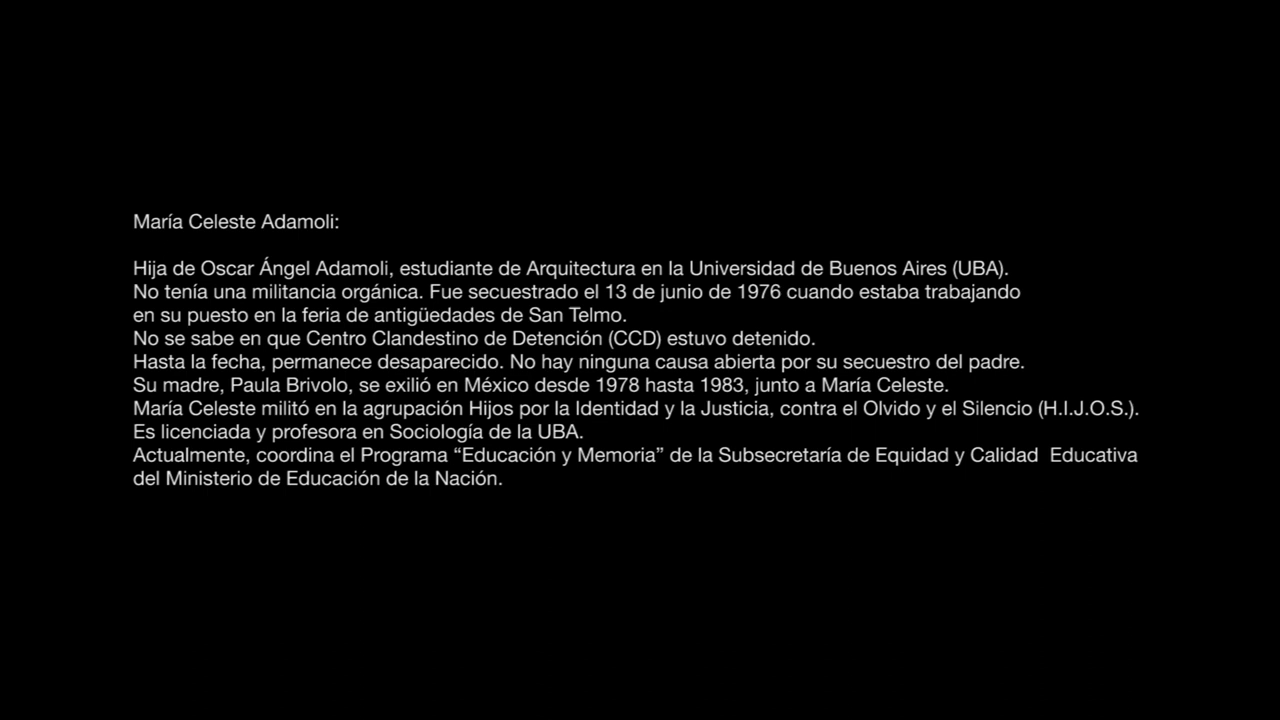 María Celeste Adamoli:
Hija de Oscar Ángel Adamoli, estudiante de Arquitectura en la Universidad de Buenos Aires (UBA).
No tenía una militancia orgánica. Fue secuestrado el 13 de junio de 1976 cuando estaba trabajando
en su puesto en la feria de antigüedades de San Telmo.
No se sabe en que Centro Clandestino de Detención (CCD) estuvo detenido.
Hasta la fecha, permanece desaparecido. No hay ninguna causa abierta por su secuestro del padre.
Su madre, Paula Brivolo, se exilió en México desde 1978 hasta 1983, junto a María Celeste.
María Celeste militó en la agrupación Hijos por la Identidad y la Justicia, contra el Olvido y el Silencio (H.I.J.O.S.).
Es licenciada y profesora en Sociología de la UBA.
Actualmente, coordina el Programa “Educación y Memoria” de la Subsecretaría de Equidad y Calidad  Educativa
del Ministerio de Educación de la Nación.